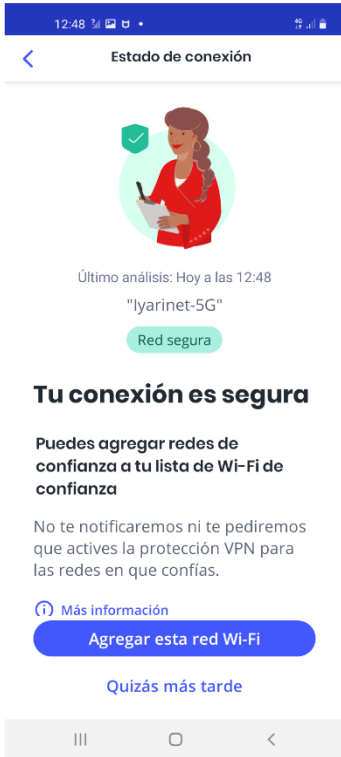 12:48
Estado de conexión
Último análisis: Hoy a las 12:48
"Iyarinet-5G"
Red segura
Tu conexión es segura
Puedes agregar redes de
confianza a tu lista de Wi-Fi de
confianza
No te notificaremos ni te pediremos
que actives la protección VPN para
las redes en que confías.
Más información
Agregar esta red Wi-Fi
Quizás más tarde